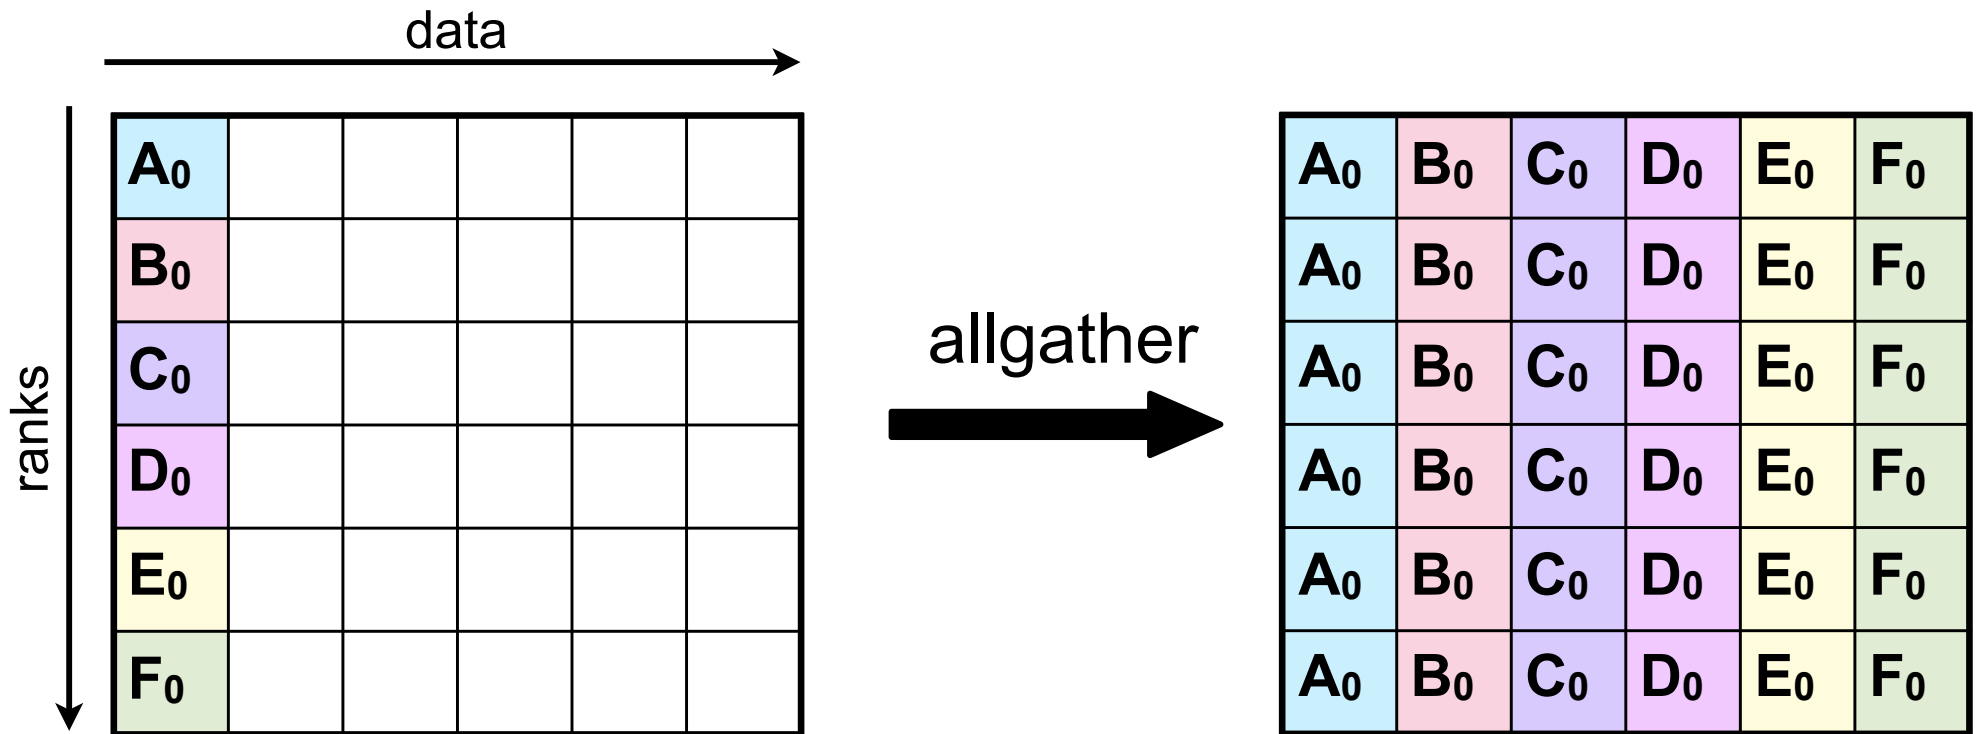 data
ranks
A₀
B₀
C₀
D₀
E₀
F₀
allgather
A₀ B₀ C₀ D₀ E₀ F₀
A₀ B₀ C₀ D₀ E₀ F₀
A₀ B₀ C₀ D₀ E₀ F₀
A₀ B₀ C₀ D₀ E₀ F₀
A₀ B₀ C₀ D₀ E₀ F₀
A₀ B₀ C₀ D₀ E₀ F₀